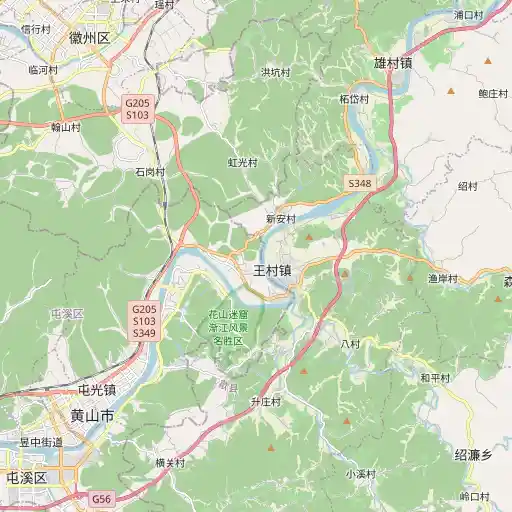 瑶村
浦口村
信行村
徽州区
雄村镇
临河村
洪坑村
鲍庄村
柘岱村
G205
S103
翰山村
虹光村
石岗村
S348
绍村
新安村
王村镇
渔岸村
森
G205
S103
S349
屯溪区
花山迷窟
渐江风景
名胜区
八村
和平村
歙县
屯光镇
黄山市
升庄村
昱中街道
绍濂乡
横关村
屯溪区
小溪村
G56
岭口村